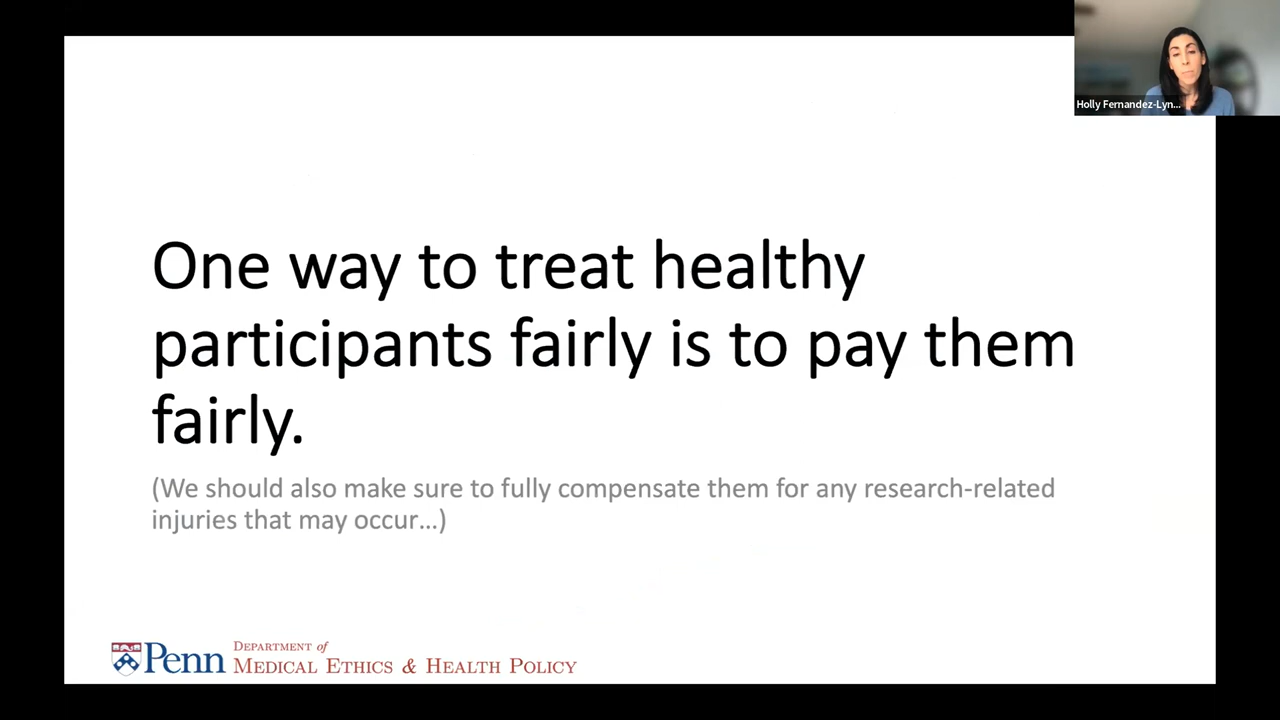 Holly Fernandez-Lyn...
One way to treat healthy
participants fairly is to pay them
fairly.
(We should also make sure to fully compensate them for any research-related
injuries that may occur...)
Penn
DEPARTMENT of
MEDICAL ETHICS & HEALTH POLICY